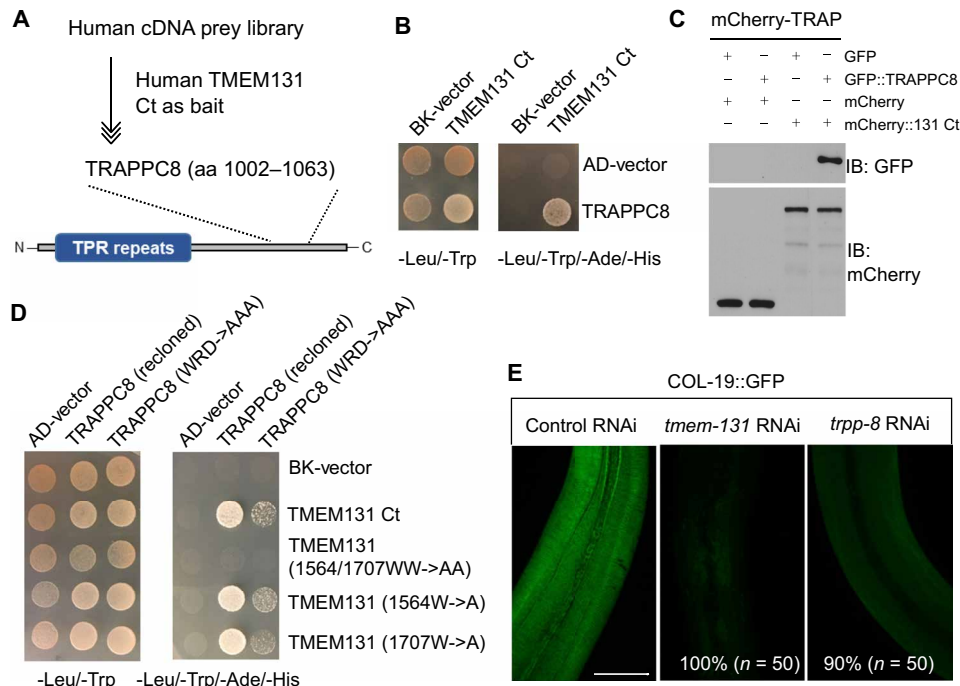 A
Human cDNA prey library
Human TMEM131
Ct as bait
TRAPPC8 (aa 1002–1063)
N
TPR repeats
C
B
BK-vector
TMEM131 Ct
BK-vector
TMEM131 Ct
AD-vector
TRAPPC8
-Leu/-Trp
-Leu/-Trp/-Ade/-His
C
mCherry-TRAP
+ – + – GFP
– + – + GFP::TRAPPC8
+ + – – mCherry
– – + + mCherry::131 Ct
IB: GFP
IB:
mCherry
D
AD-vector
TRAPPC8 (recloned)
TRAPPC8 (WRD->AAA)
AD-vector
TRAPPC8 (recloned)
TRAPPC8 (WRD->AAA)
BK-vector
TMEM131 Ct
TMEM131
(1564/1707WW->AA)
TMEM131 (1564W->A)
TMEM131 (1707W->A)
-Leu/-Trp
-Leu/-Trp/-Ade/-His
E
COL-19::GFP
Control RNAi
tmem-131 RNAi
trpp-8 RNAi
100% (n = 50)
90% (n = 50)